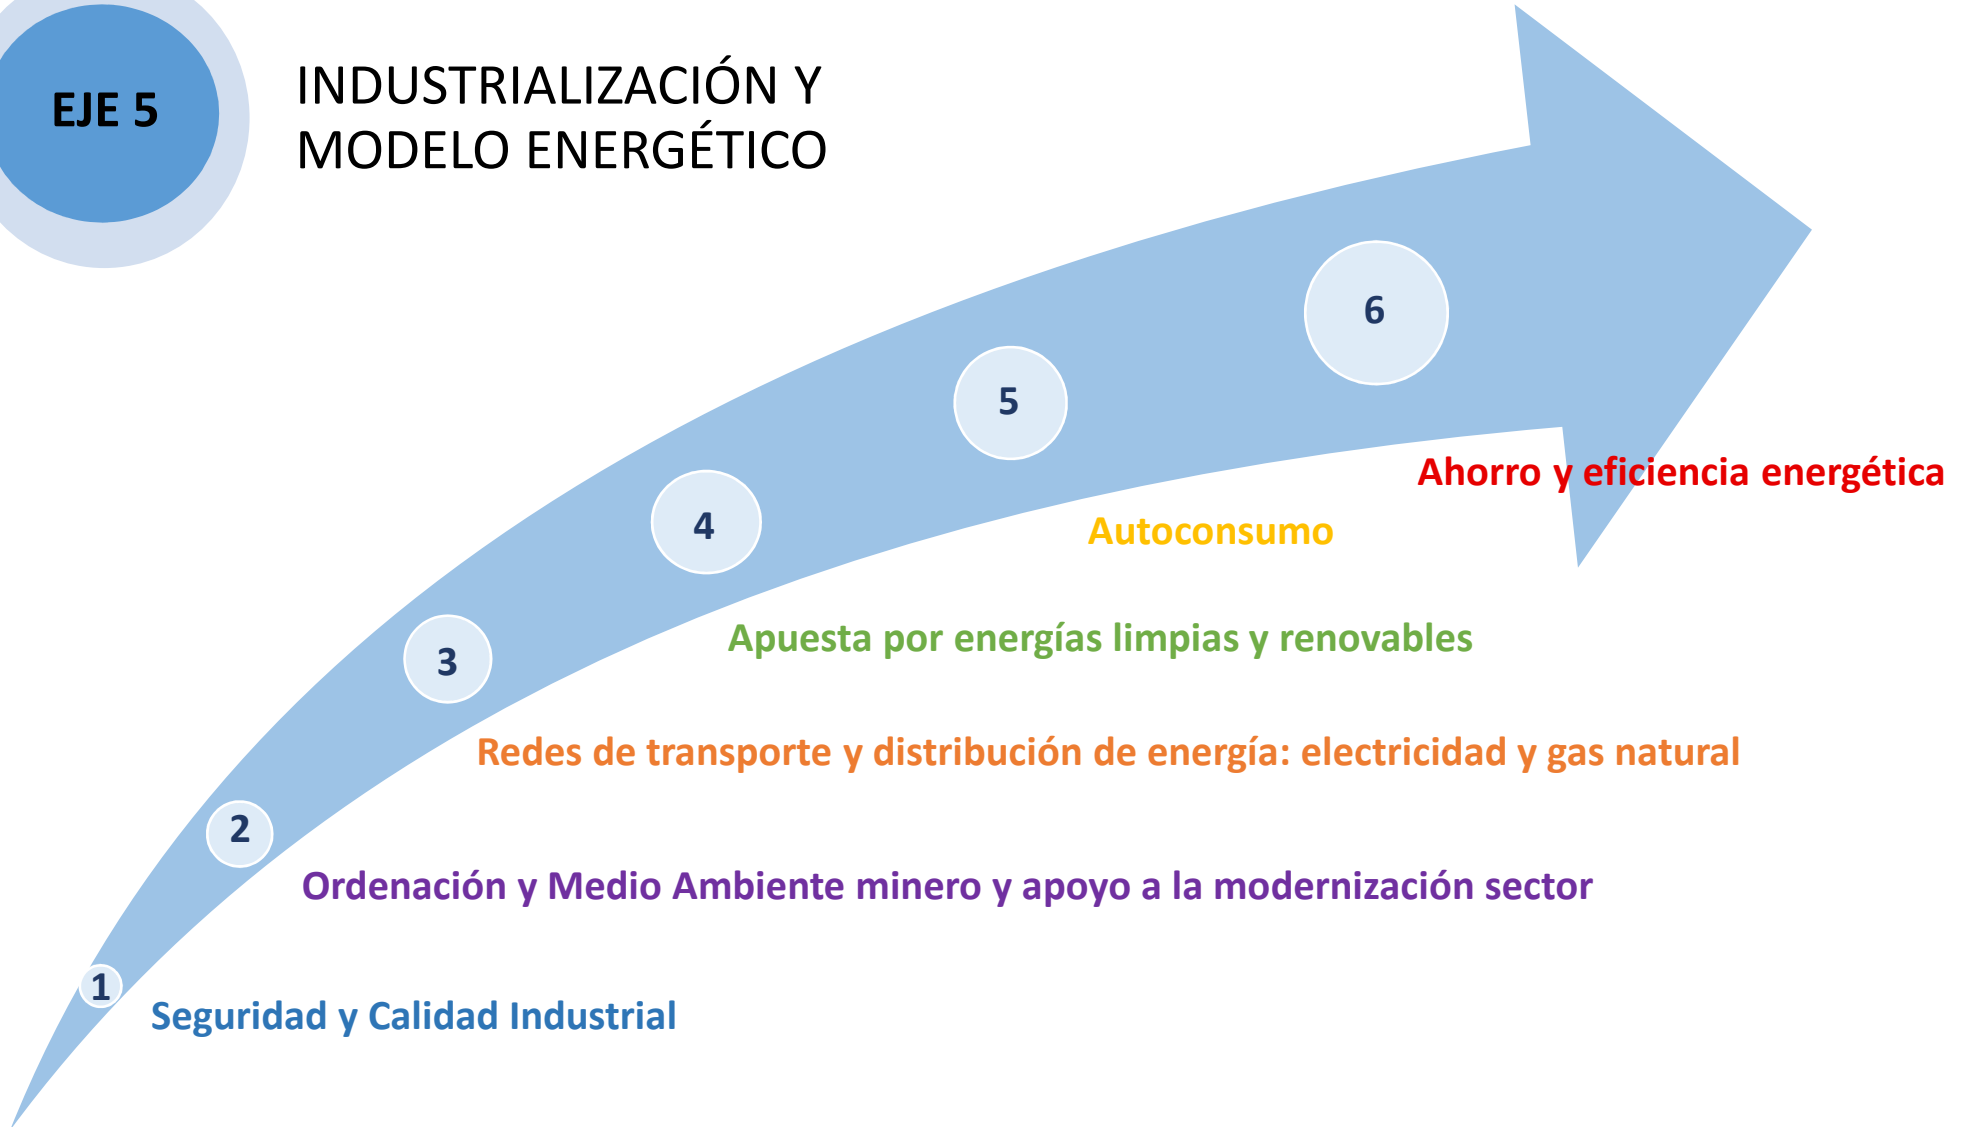 EJE 5
INDUSTRIALIZACIÓN Y
MODELO ENERGÉTICO
6
Ahorro y eficiencia energética
5
Autoconsumo
4
Apuesta por energías limpias y renovables
3
Redes de transporte y distribución de energía: electricidad y gas natural
2
Ordenación y Medio Ambiente minero y apoyo a la modernización sector
1
Seguridad y Calidad Industrial